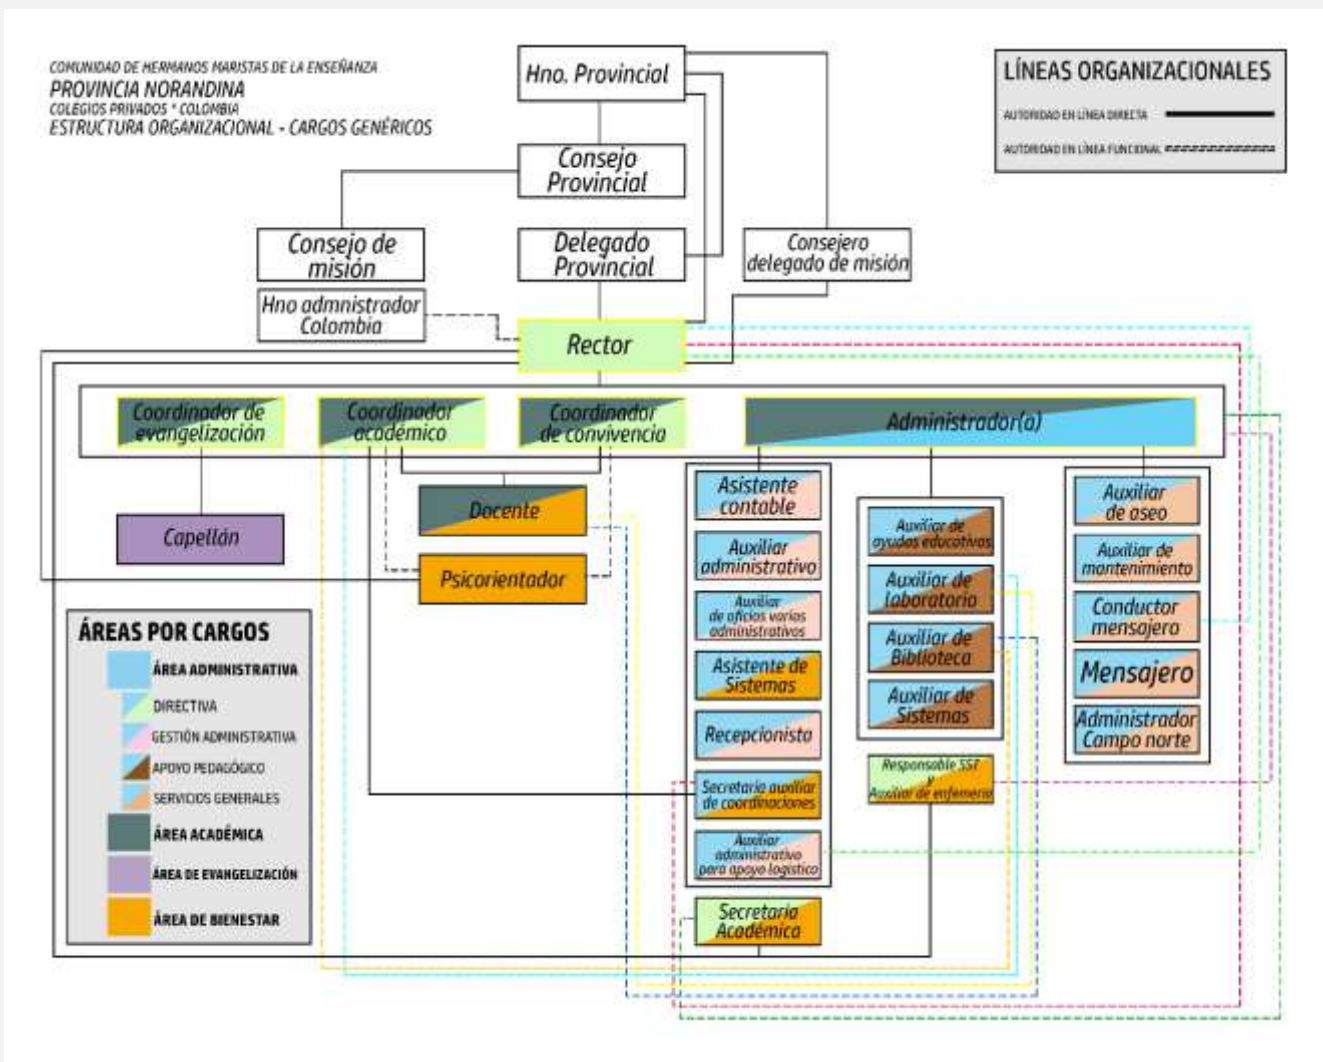 COMUNIDAD DE HERMANOS MARISTAS DE LA ENSEÑANZA
PROVINCIA NORANDINA
COLEGIOS PRIVADOS * COLOMBIA
ESTRUCTURA ORGANIZACIONAL - CARGOS GENÉRICOS
Hno. Provincial
LÍNEAS ORGANIZACIONALES
AUTORIDAD EN LÍNEA DIRECTA
AUTORIDAD EN LÍNEA FUNCIONAL
Consejo
Provincial
Consejo de
misión
Delegado
Provincial
Consejero
delegado de misión
Hno admnistrador
Colombia
Rector
Coordinador de
evangelización
Coordinador
académico
Coordinador
de convivencia
Administrador(a)
Capellán
Docente
Psicorientador
Asistente
contable
Auxiliar
administrativo
Auxiliar
de oficios varios
administrativos
Asistente de
Sistemas
Recepcionista
Secretaria auxiliar
de coordinaciones
Auxiliar
administrativo
para apoyo logístico
Secretaria
Académica
Auxiliar de
ayudas educativas
Auxiliar de
laboratorio
Auxiliar de
Biblioteca
Auxiliar de
Sistemas
Responsable SST
y
Auxiliar de enfemería
Auxiliar
de aseo
Auxiliar de
mantenimiento
Conductor
mensajero
Mensajero
Administrador
Campo norte
ÁREAS POR CARGOS
ÁREA ADMINISTRATIVA
DIRECTIVA
GESTIÓN ADMINISTRATIVA
APOYO PEDAGÓGICO
SERVICIOS GENERALES
ÁREA ACADÉMICA
ÁREA DE EVANGELIZACIÓN
ÁREA DE BIENESTAR